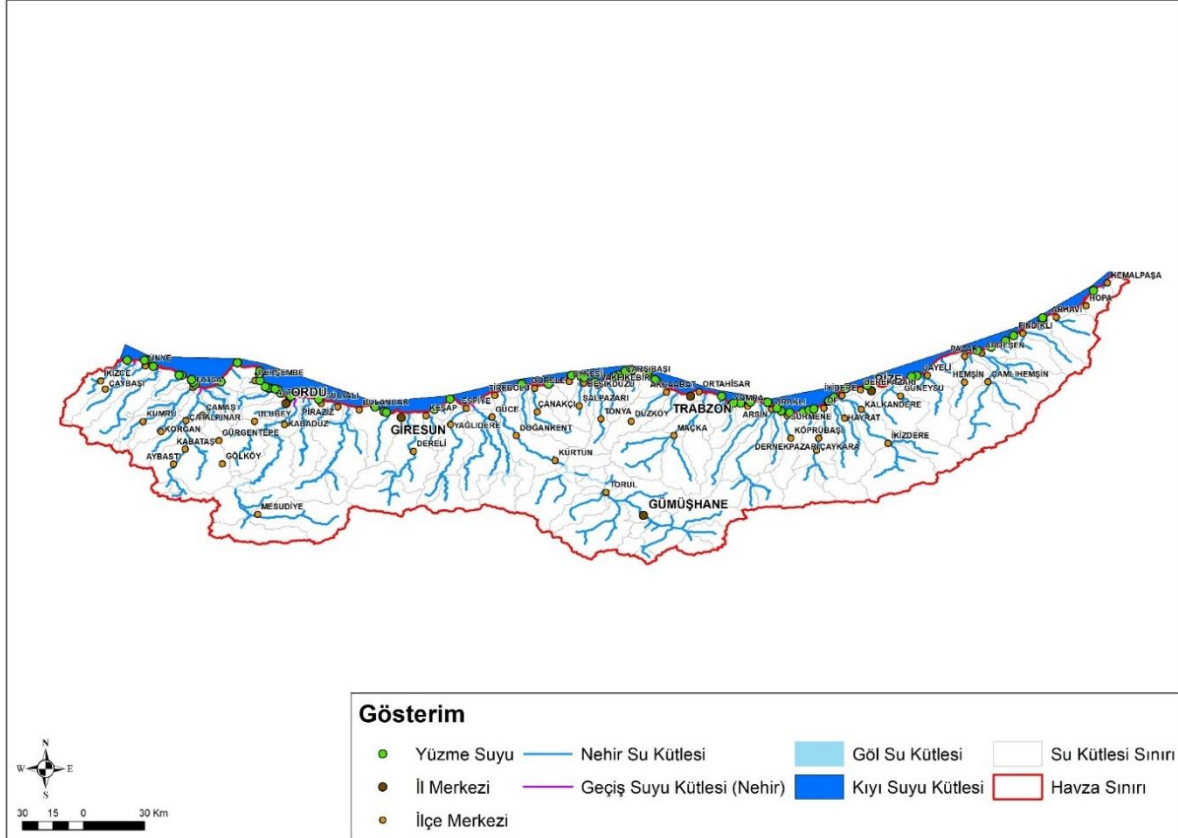 KEMALPAŞA
HOPA
ARHAVİ
FINDIKLI
ARDEŞEN
PAZAR
ÇAYELİ
HEMŞİN
ÇAMLIHEMŞİN
RİZE
GÜNEYSU
DEREPAZARI
İYİDERE
KALKANDERE
OF
HAYRAT
İKİZDERE
SÜRMENE
KÖPRÜBAŞI
DERNEKPAZARI
ÇAYKARA
ARAKLI
ARSİN
YOMRA
ORTAHİSAR
TRABZON
AKÇAABAT
MAÇKA
DÜZKÖY
TONYA
ŞALPAZARI
BEŞİKDÜZÜ
VAKFIKEBİR
ÇARŞIBAŞI
GÖRELE
TİREBOLU
ÇANAKÇI
DOĞANKENT
KÜRTÜN
TORUL
GÜMÜŞHANE
GÜCE
ESPİYE
YAĞLIDERE
KEŞAP
GİRESUN
DERELİ
BULANCAK
PİRAZİZ
ORDU
PERŞEMBE
ULUBEY
KABADÜZ
FATSA
ÜNYE
İKİZCE
ÇAYBAŞI
ÇAMAŞ
ÇATALPINAR
KUMRU
KORGAN
GÜRGENTEPE
KABATAŞ
AYBASTI
GÖLKÖY
MESUDİYE
N
W
E
S
30 15 0 30 Km
Gösterim
Yüzme Suyu
Nehir Su Kütlesi
Göl Su Kütlesi
Su Kütlesi Sınırı
İl Merkezi
Geçiş Suyu Kütlesi (Nehir)
Kıyı Suyu Kütlesi
Havza Sınırı
İlçe Merkezi